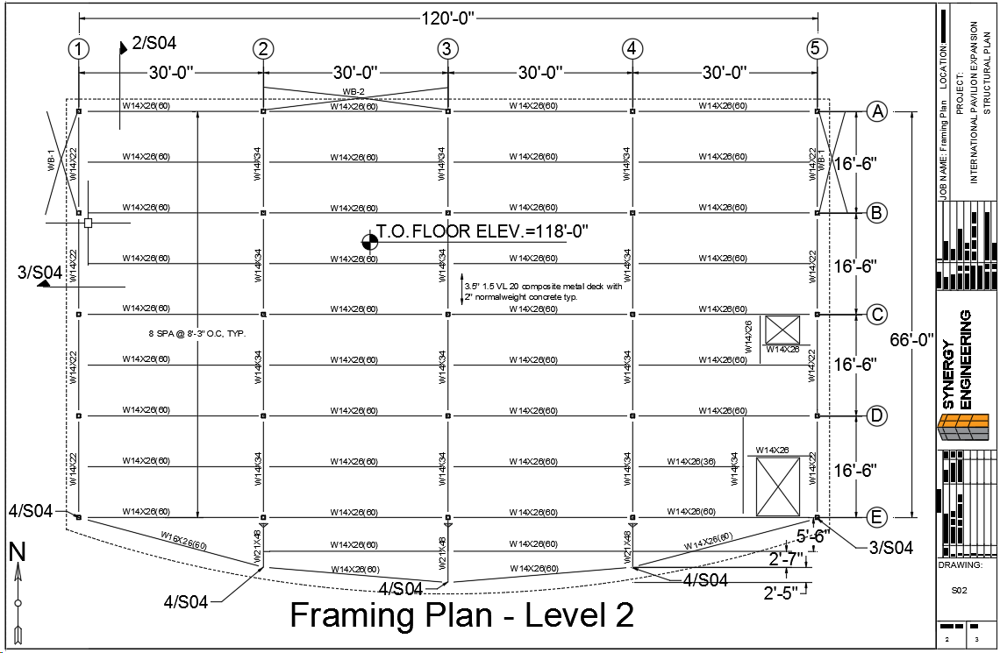 120'-0"
1
2/S04
2
3
4
5
30'-0"
30'-0"
30'-0"
30'-0"
WB-2
W14X26(60)
W14X26(60)
W14X26(60)
W14X26(60)
A
WB-1
W14X22
W14X34
W14X34
W14X34
W14X22
WB-1
16'-6"
W14X26(60)
W14X26(60)
W14X26(60)
W14X26(60)
W14X26(60)
W14X26(60)
W14X26(60)
W14X26(60)
B
T.O. FLOOR ELEV.=118'-0"
W14X26(60)
W14X26(60)
W14X26(60)
W14X26(60)
3/S04
W14X22
W14X34
W14X34
W14X34
W14X22
16'-6"
3.5" 1.5 VL 20 composite metal deck with
2" normalweight concrete typ.
W14X26(60)
W14X26(60)
W14X26(60)
W14X26(60)
C
8 SPA @ 8'-3" O.C, TYP.
W14X26
W14X26
66'-0"
W14X22
W14X34
W14X34
W14X34
W14X22
16'-6"
W14X26(60)
W14X26(60)
W14X26(60)
W14X26(60)
W14X26(60)
W14X26(60)
W14X26(60)
W14X26(60)
D
W14X26
W14X22
W14X34
W14X34
W14X34
W14X34
W14X22
16'-6"
W14X26(60)
W14X26(60)
W14X26(60)
W14X26(36)
4/S04
W14X26(60)
W14X26(60)
W14X26(60)
W14X26(60)
E
W16X26(60)
W21X48
W21X48
W21X48
W14X26(60)
5'-6"
W14X26(60)
W14X26(60)
3/S04
2'-7"
W14X26(60)
W14X26(60)
4/S04
4/S04
4/S04
2'-5"
N
Framing Plan - Level 2
JOB NAME: Framing Plan
LOCATION:
PROJECT:
INTERNATIONAL PAVILION EXPANSION
STRUCTURAL PLAN
SYNERGY
ENGINEERING
DRAWING:
S02
2
3